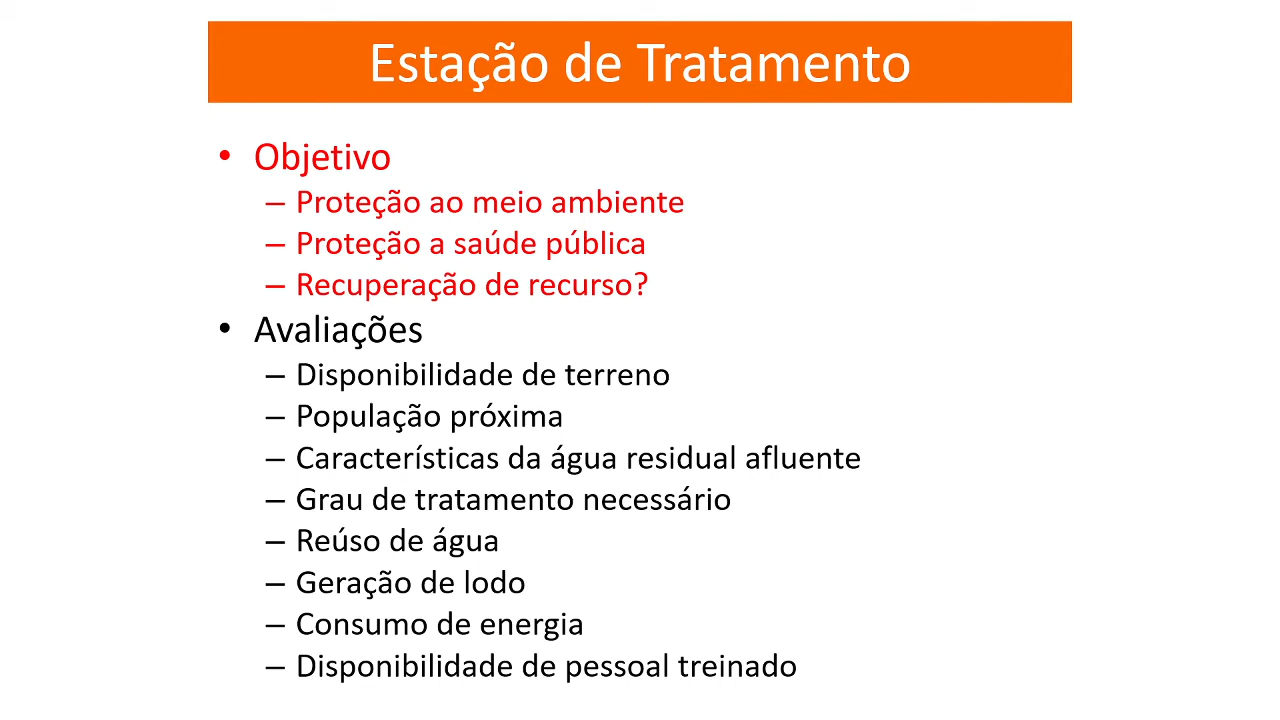 Estação de Tratamento
• Objetivo
– Proteção ao meio ambiente
– Proteção a saúde pública
– Recuperação de recurso?
• Avaliações
– Disponibilidade de terreno
– População próxima
– Características da água residual afluente
– Grau de tratamento necessário
– Reúso de água
– Geração de lodo
– Consumo de energia
– Disponibilidade de pessoal treinado